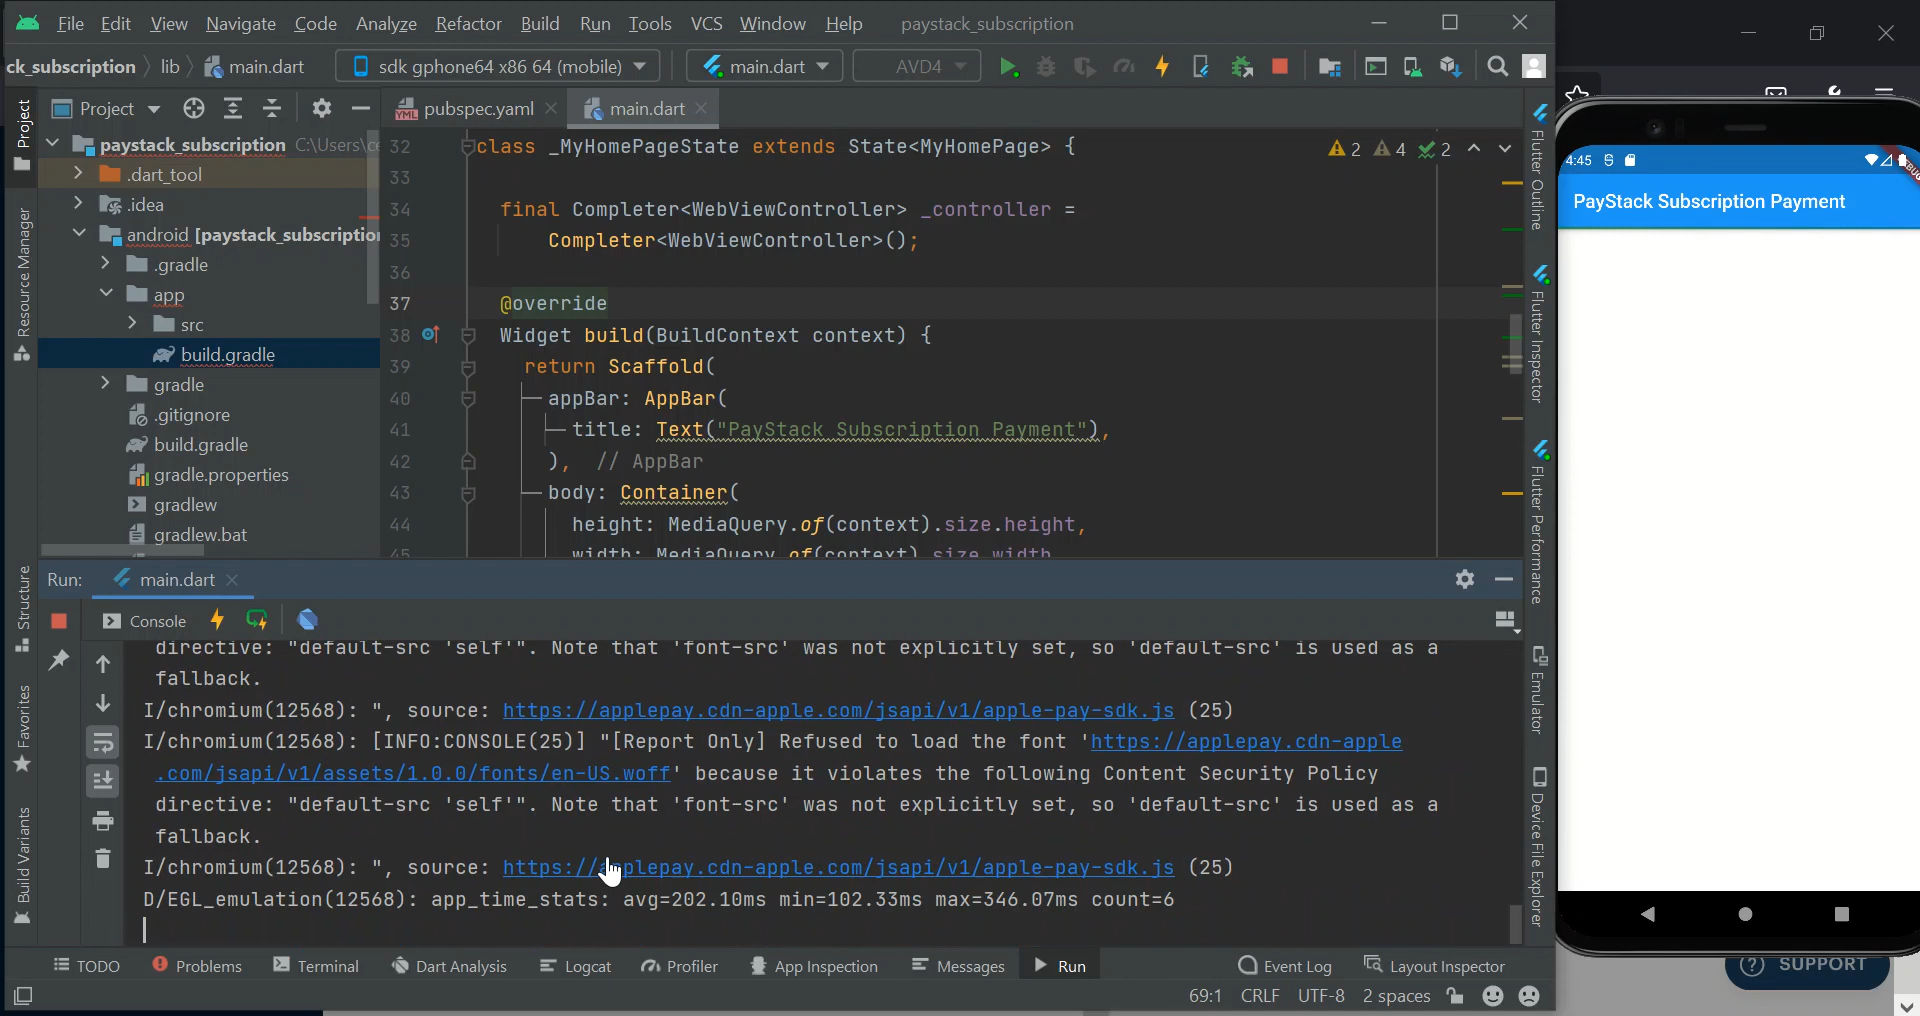 File Edit View Navigate Code Analyze Refactor Build Run Tools VCS Window Help paystack_subscription
ck_subscription lib main.dart sdk gphone64 x86 64 (mobile) main.dart AVD4
Project pubspec.yaml main.dart
paystack_subscription C:\Users\ce
.dart_tool
.idea
android [paystack_subscription
.gradle
app
src
build.gradle
gradle
.gitignore
build.gradle
gradle.properties
gradlew
gradlew.bat
32 class _MyHomePageState extends State<MyHomePage> {
33
34 final Completer<WebViewController> _controller =
35 Completer<WebViewController>();
36
37 @override
38 Widget build(BuildContext context) {
39 return Scaffold(
40 appBar: AppBar(
41 title: Text("PayStack Subscription Payment"),
42 ), // AppBar
43 body: Container(
44 height: MediaQuery.of(context).size.height,
45 width: MediaQuery.of(context).size.width
2 4 2
Project
Resource Manager
Structure
Favorites
Build Variants
Flutter Outline
Flutter Inspector
Flutter Performance
Emulator
Device File Explorer
Run: main.dart
Console
directive: "default-src 'self'". Note that 'font-src' was not explicitly set, so 'default-src' is used as a
fallback.
I/chromium(12568): ", source: https://applepay.cdn-apple.com/jsapi/v1/apple-pay-sdk.js (25)
I/chromium(12568): [INFO:CONSOLE(25)] "[Report Only] Refused to load the font 'https://applepay.cdn-apple
.com/jsapi/v1/assets/1.0.0/fonts/en-US.woff' because it violates the following Content Security Policy
directive: "default-src 'self'". Note that 'font-src' was not explicitly set, so 'default-src' is used as a
fallback.
I/chromium(12568): ", source: https://applepay.cdn-apple.com/jsapi/v1/apple-pay-sdk.js (25)
D/EGL_emulation(12568): app_time_stats: avg=202.10ms min=102.33ms max=346.07ms count=6
TODO Problems Terminal Dart Analysis Logcat Profiler App Inspection Messages Run Event Log Layout Inspector
69:1 CRLF UTF-8 2 spaces
4:45
PayStack Subscription Payment
SUPPORT